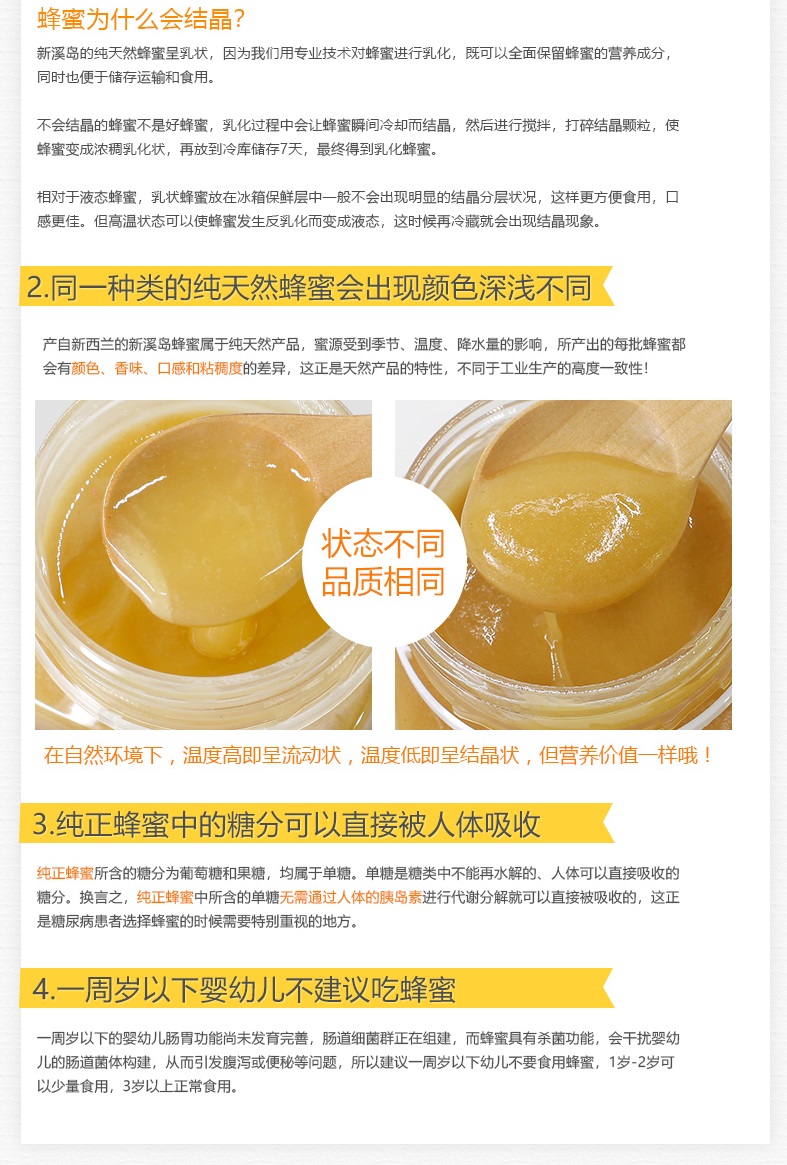 蜂蜜为什么会结晶？
新溪岛的纯天然蜂蜜呈乳状，因为我们用专业技术对蜂蜜进行乳化，既可以全面保留蜂蜜的营养成分，
同时也便于储存运输和食用。
不会结晶的蜂蜜不是好蜂蜜，乳化过程中会让蜂蜜瞬间冷却而结晶，然后进行搅拌，打碎结晶颗粒，使
蜂蜜变成浓稠乳化状，再放到冷库储存7天，最终得到乳化蜂蜜。
相对于液态蜂蜜，乳状蜂蜜放在冰箱保鲜层中一般不会出现明显的结晶分层状况，这样更方便食用，口
感更佳。但高温状态可以使蜂蜜发生反乳化而变成液态，这时候再冷藏就会出现结晶现象。
2.同一种类的纯天然蜂蜜会出现颜色深浅不同
产自新西兰的新溪岛蜂蜜属于纯天然产品，蜜源受到季节、温度、降水量的影响，所产出的每批蜂蜜都
会有颜色、香味、口感和粘稠度的差异，这正是天然产品的特性，不同于工业生产的高度一致性！
状态不同
品质相同
在自然环境下，温度高即呈流动状，温度低即呈结晶状，但营养价值一样哦！
3.纯正蜂蜜中的糖分可以直接被人体吸收
纯正蜂蜜所含的糖分为葡萄糖和果糖，均属于单糖。单糖是糖类中不能再水解的、人体可以直接吸收的
糖分。换言之，纯正蜂蜜中所含的单糖无需通过人体的胰岛素进行代谢分解就可以直接被吸收的，这正
是糖尿病患者选择蜂蜜的时候需要特别重视的地方。
4.一周岁以下婴幼儿不建议吃蜂蜜
一周岁以下的婴幼儿肠胃功能尚未发育完善，肠道细菌群正在组建，而蜂蜜具有杀菌功能，会干扰婴幼
儿的肠道菌体构建，从而引发腹泻或便秘等问题，所以建议一周岁以下幼儿不要食用蜂蜜，1岁-2岁可
以少量食用，3岁以上正常食用。